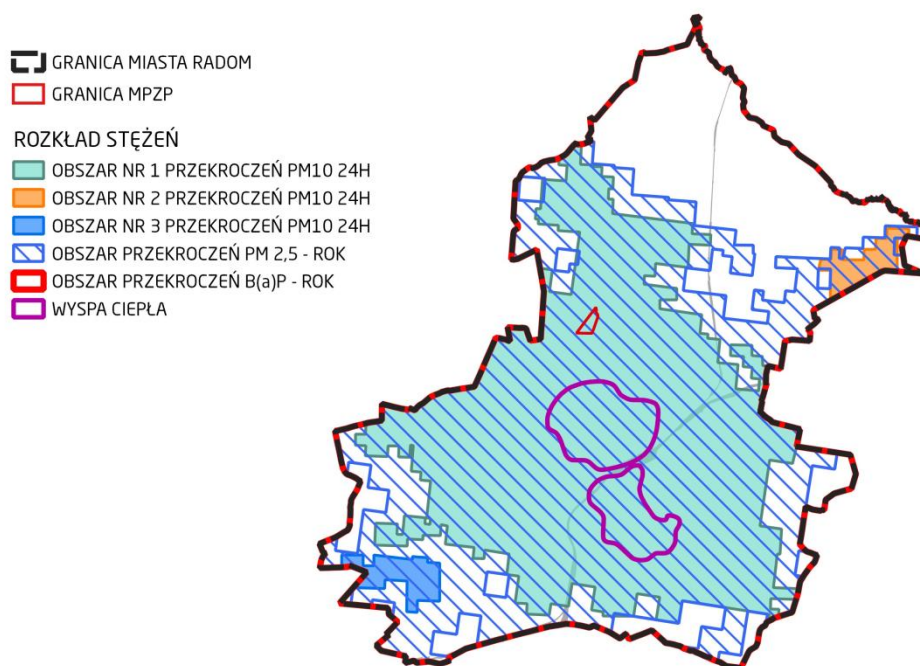 GRANICA MIASTA RADOM
GRANICA MPZP
ROZKŁAD STĘŻEŃ
OBSZAR NR 1 PRZEKROCZEŃ PM10 24H
OBSZAR NR 2 PRZEKROCZEŃ PM10 24H
OBSZAR NR 3 PRZEKROCZEŃ PM10 24H
OBSZAR PRZEKROCZEŃ PM 2,5 - ROK
OBSZAR PRZEKROCZEŃ B(a)P - ROK
WYSPA CIEPŁA